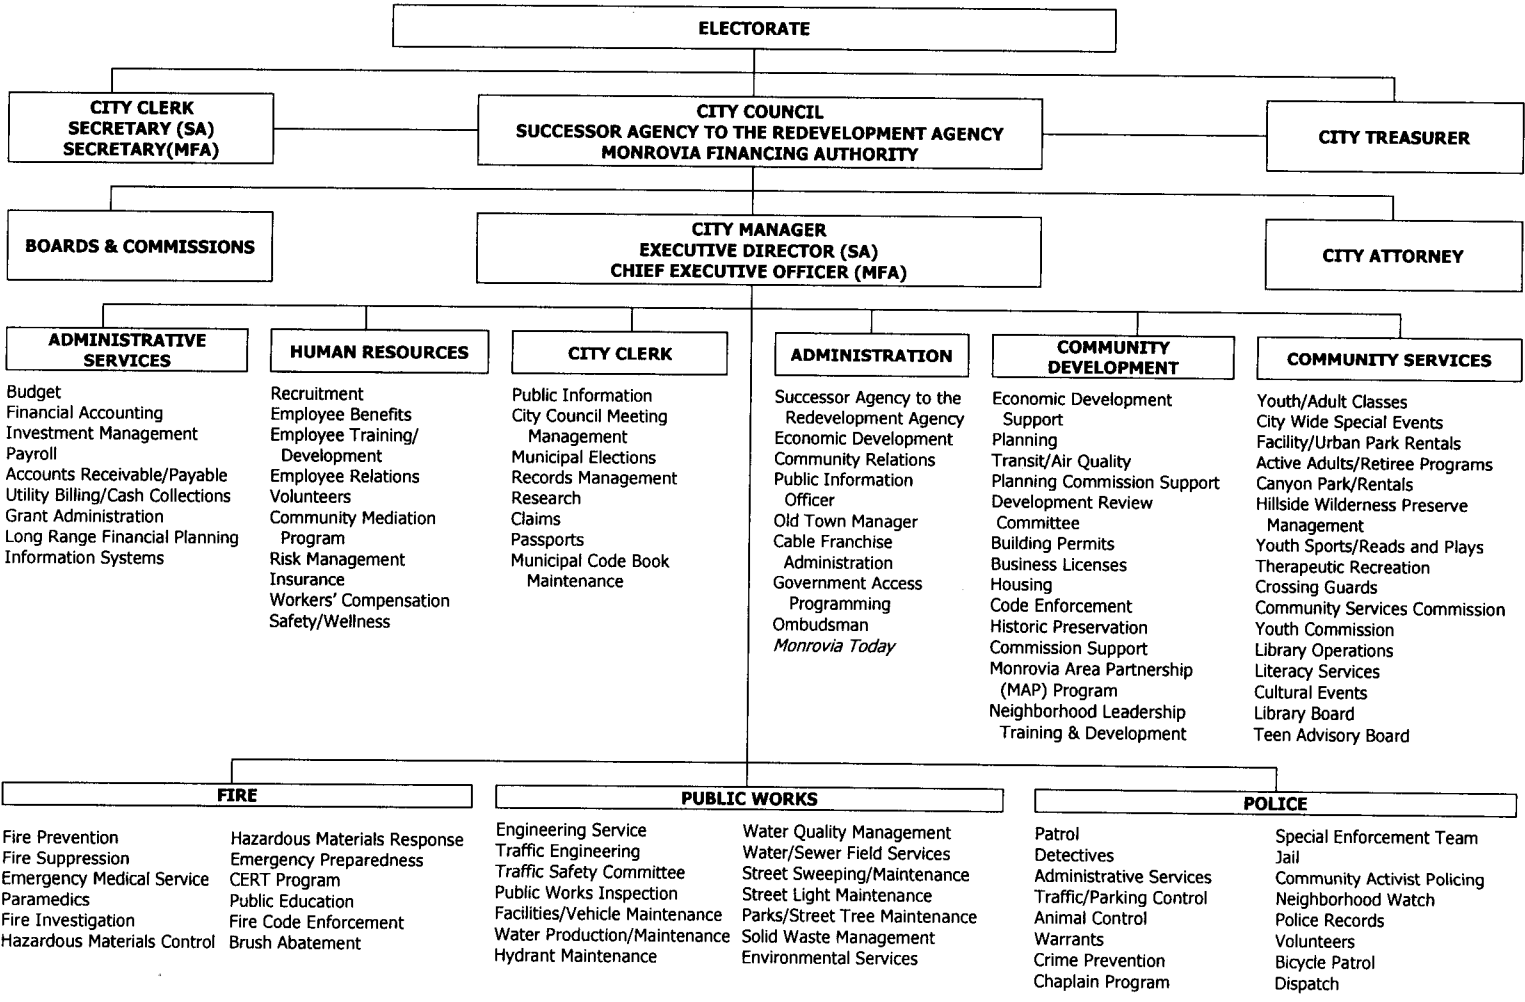 ELECTORATE
CITY CLERK
SECRETARY (SA)
SECRETARY(MFA)
CITY COUNCIL
SUCCESSOR AGENCY TO THE REDEVELOPMENT AGENCY
MONROVIA FINANCING AUTHORITY
CITY TREASURER
BOARDS & COMMISSIONS
CITY MANAGER
EXECUTIVE DIRECTOR (SA)
CHIEF EXECUTIVE OFFICER (MFA)
CITY ATTORNEY
ADMINISTRATIVE
SERVICES
Budget
Financial Accounting
Investment Management
Payroll
Accounts Receivable/Payable
Utility Billing/Cash Collections
Grant Administration
Long Range Financial Planning
Information Systems
HUMAN RESOURCES
Recruitment
Employee Benefits
Employee Training/
Development
Employee Relations
Volunteers
Community Mediation
Program
Risk Management
Insurance
Workers' Compensation
Safety/Wellness
CITY CLERK
Public Information
City Council Meeting
Management
Municipal Elections
Records Management
Research
Claims
Passports
Municipal Code Book
Maintenance
ADMINISTRATION
Successor Agency to the
Redevelopment Agency
Economic Development
Community Relations
Public Information
Officer
Old Town Manager
Cable Franchise
Administration
Government Access
Programming
Ombudsman
Monrovia Today
COMMUNITY
DEVELOPMENT
Economic Development
Support
Planning
Transit/Air Quality
Planning Commission Support
Development Review
Committee
Building Permits
Business Licenses
Housing
Code Enforcement
Historic Preservation
Commission Support
Monrovia Area Partnership
(MAP) Program
Neighborhood Leadership
Training & Development
COMMUNITY SERVICES
Youth/Adult Classes
City Wide Special Events
Facility/Urban Park Rentals
Active Adults/Retiree Programs
Canyon Park/Rentals
Hillside Wilderness Preserve
Management
Youth Sports/Reads and Plays
Therapeutic Recreation
Crossing Guards
Community Services Commission
Youth Commission
Library Operations
Literacy Services
Cultural Events
Library Board
Teen Advisory Board
FIRE
Fire Prevention
Fire Suppression
Emergency Medical Service
Paramedics
Fire Investigation
Hazardous Materials Control
Hazardous Materials Response
Emergency Preparedness
CERT Program
Public Education
Fire Code Enforcement
Brush Abatement
PUBLIC WORKS
Engineering Service
Traffic Engineering
Traffic Safety Committee
Public Works Inspection
Facilities/Vehicle Maintenance
Water Production/Maintenance
Hydrant Maintenance
Water Quality Management
Water/Sewer Field Services
Street Sweeping/Maintenance
Street Light Maintenance
Parks/Street Tree Maintenance
Solid Waste Management
Environmental Services
POLICE
Patrol
Detectives
Administrative Services
Traffic/Parking Control
Animal Control
Warrants
Crime Prevention
Chaplain Program
Special Enforcement Team
Jail
Community Activist Policing
Neighborhood Watch
Police Records
Volunteers
Bicycle Patrol
Dispatch